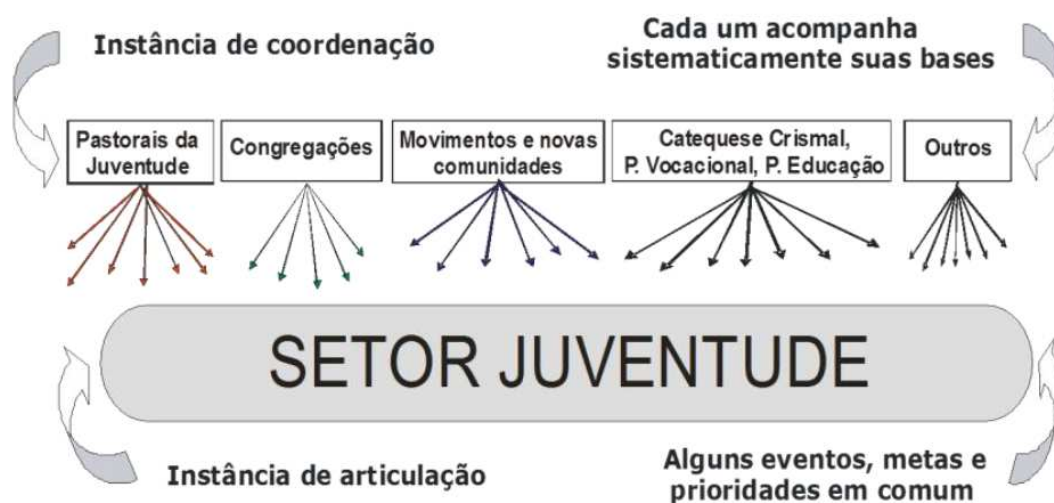 Instância de coordenação
Cada um acompanha
sistematicamente suas bases
Pastorais da
Juventude
Congregações
Movimentos e novas
comunidades
Catequese Crismal,
P. Vocacional, P. Educação
Outros
SETOR JUVENTUDE
Instância de articulação
Alguns eventos, metas e
prioridades em comum